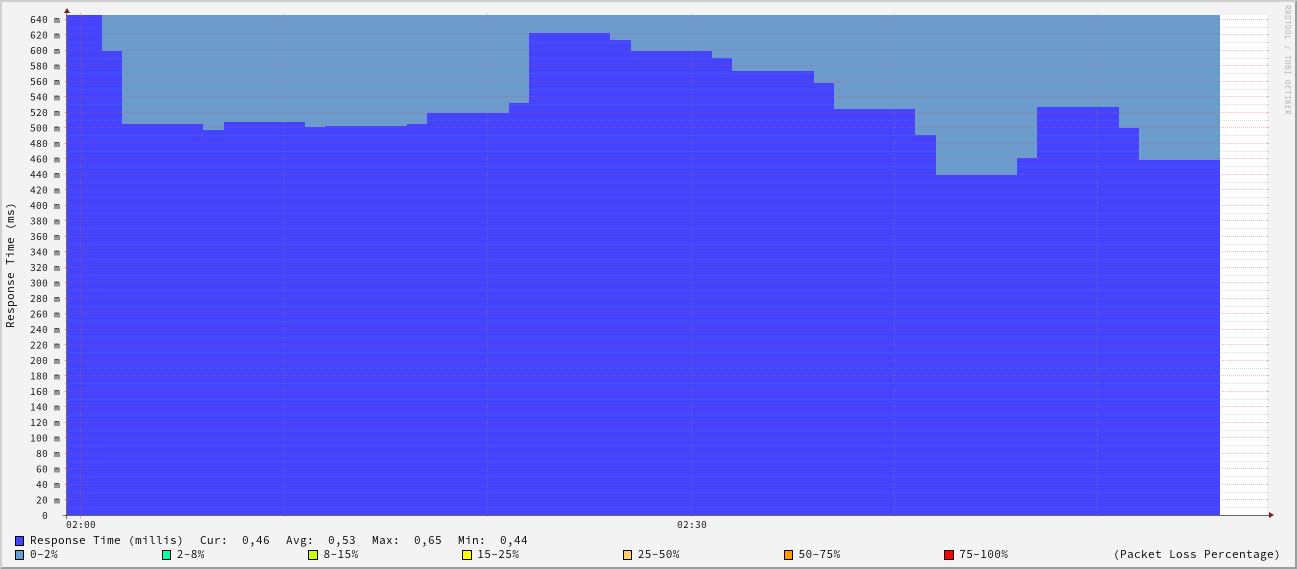 RRDTOOL / TOBI OETIKER
Response Time (ms)
640 m
620 m
600 m
580 m
560 m
540 m
520 m
500 m
480 m
460 m
440 m
420 m
400 m
380 m
360 m
340 m
320 m
300 m
280 m
260 m
240 m
220 m
200 m
180 m
160 m
140 m
120 m
100 m
80 m
60 m
40 m
20 m
0
02:00 02:30
Response Time (millis) Cur: 0,46 Avg: 0,53 Max: 0,65 Min: 0,44
0-2% 2-8% 8-15% 15-25% 25-50% 50-75% 75-100% (Packet Loss Percentage)